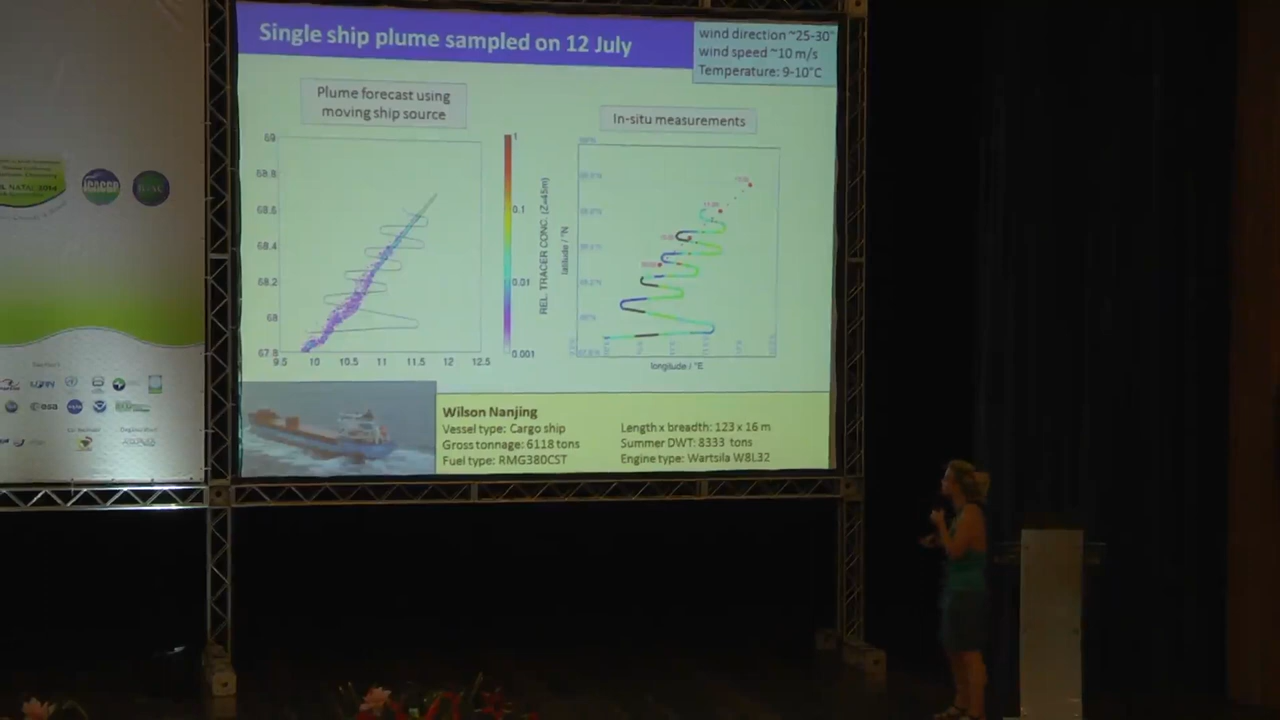 Single ship plume sampled on 12 July
wind direction ~25-30°
wind speed ~10 m/s
Temperature: 9-10°C
Plume forecast using
moving ship source
In-situ measurements
69
68.8
68.6
68.4
68.2
68
67.8
9.5 10 10.5 11 11.5 12 12.5
1
0.1
0.01
0.001
REL. TRACER CONC. (Z=45m)
latitude / °N
longitude / °E
Wilson Nanjing
Vessel type: Cargo ship
Gross tonnage: 6118 tons
Fuel type: RMG380CST
Length x breadth: 123 x 16 m
Summer DWT: 8333 tons
Engine type: Wartsila W8L32
NATAL 2014
iCACGP
esa